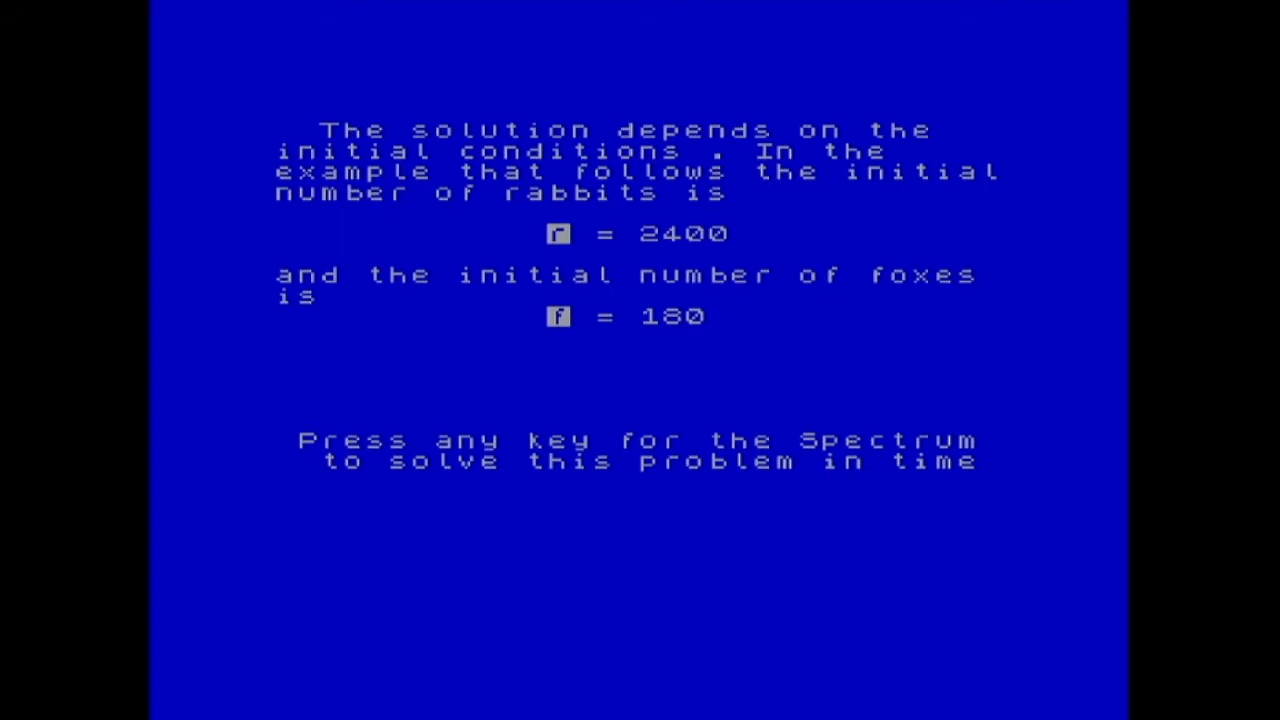 The solution depends on the
initial conditions . In the
example that follows the initial
number of rabbits is
r = 2400
and the initial number of foxes
is
f = 180
Press any key for the Spectrum
to solve this problem in time